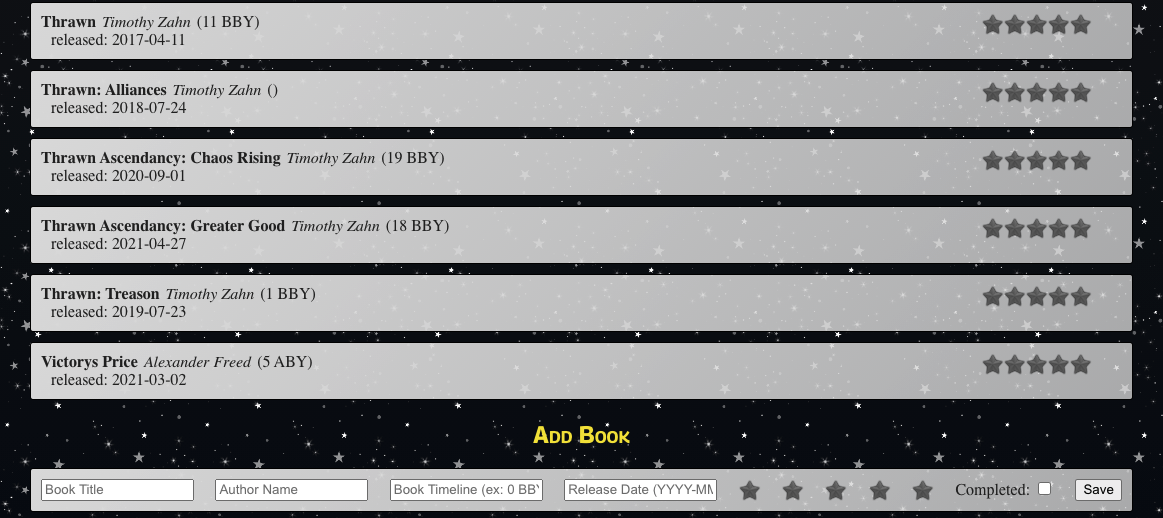 Thrawn Timothy Zahn (11 BBY)
released: 2017-04-11
Thrawn: Alliances Timothy Zahn ()
released: 2018-07-24
Thrawn Ascendancy: Chaos Rising Timothy Zahn (19 BBY)
released: 2020-09-01
Thrawn Ascendancy: Greater Good Timothy Zahn (18 BBY)
released: 2021-04-27
Thrawn: Treason Timothy Zahn (1 BBY)
released: 2019-07-23
Victorys Price Alexander Freed (5 ABY)
released: 2021-03-02
Add Book
Book Title Author Name Book Timeline (ex: 0 BBY Release Date (YYYY-MM Completed: Save